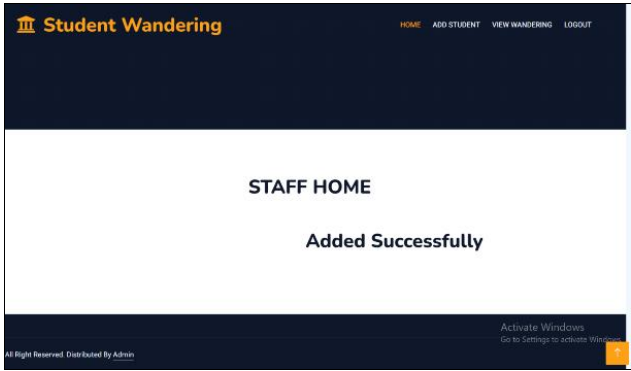 Student Wandering
HOME ADD STUDENT VIEW WANDERING LOGOUT
STAFF HOME
Added Successfully
Activate Windows
Go to Settings to activate Windows.
All Right Reserved. Distributed By Admin